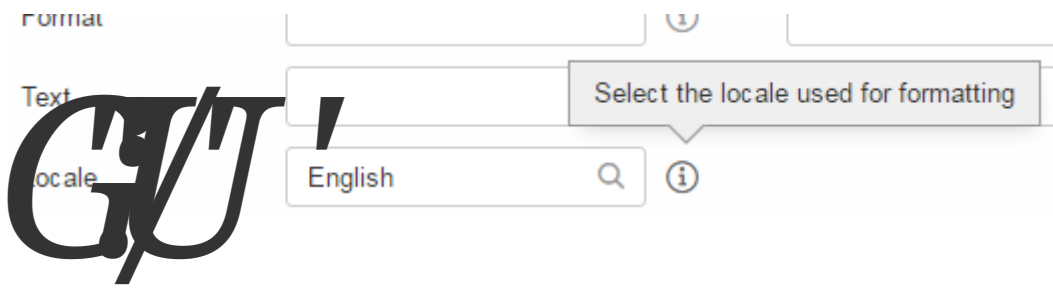 Format
Text
Select the locale used for formatting
Locale
English